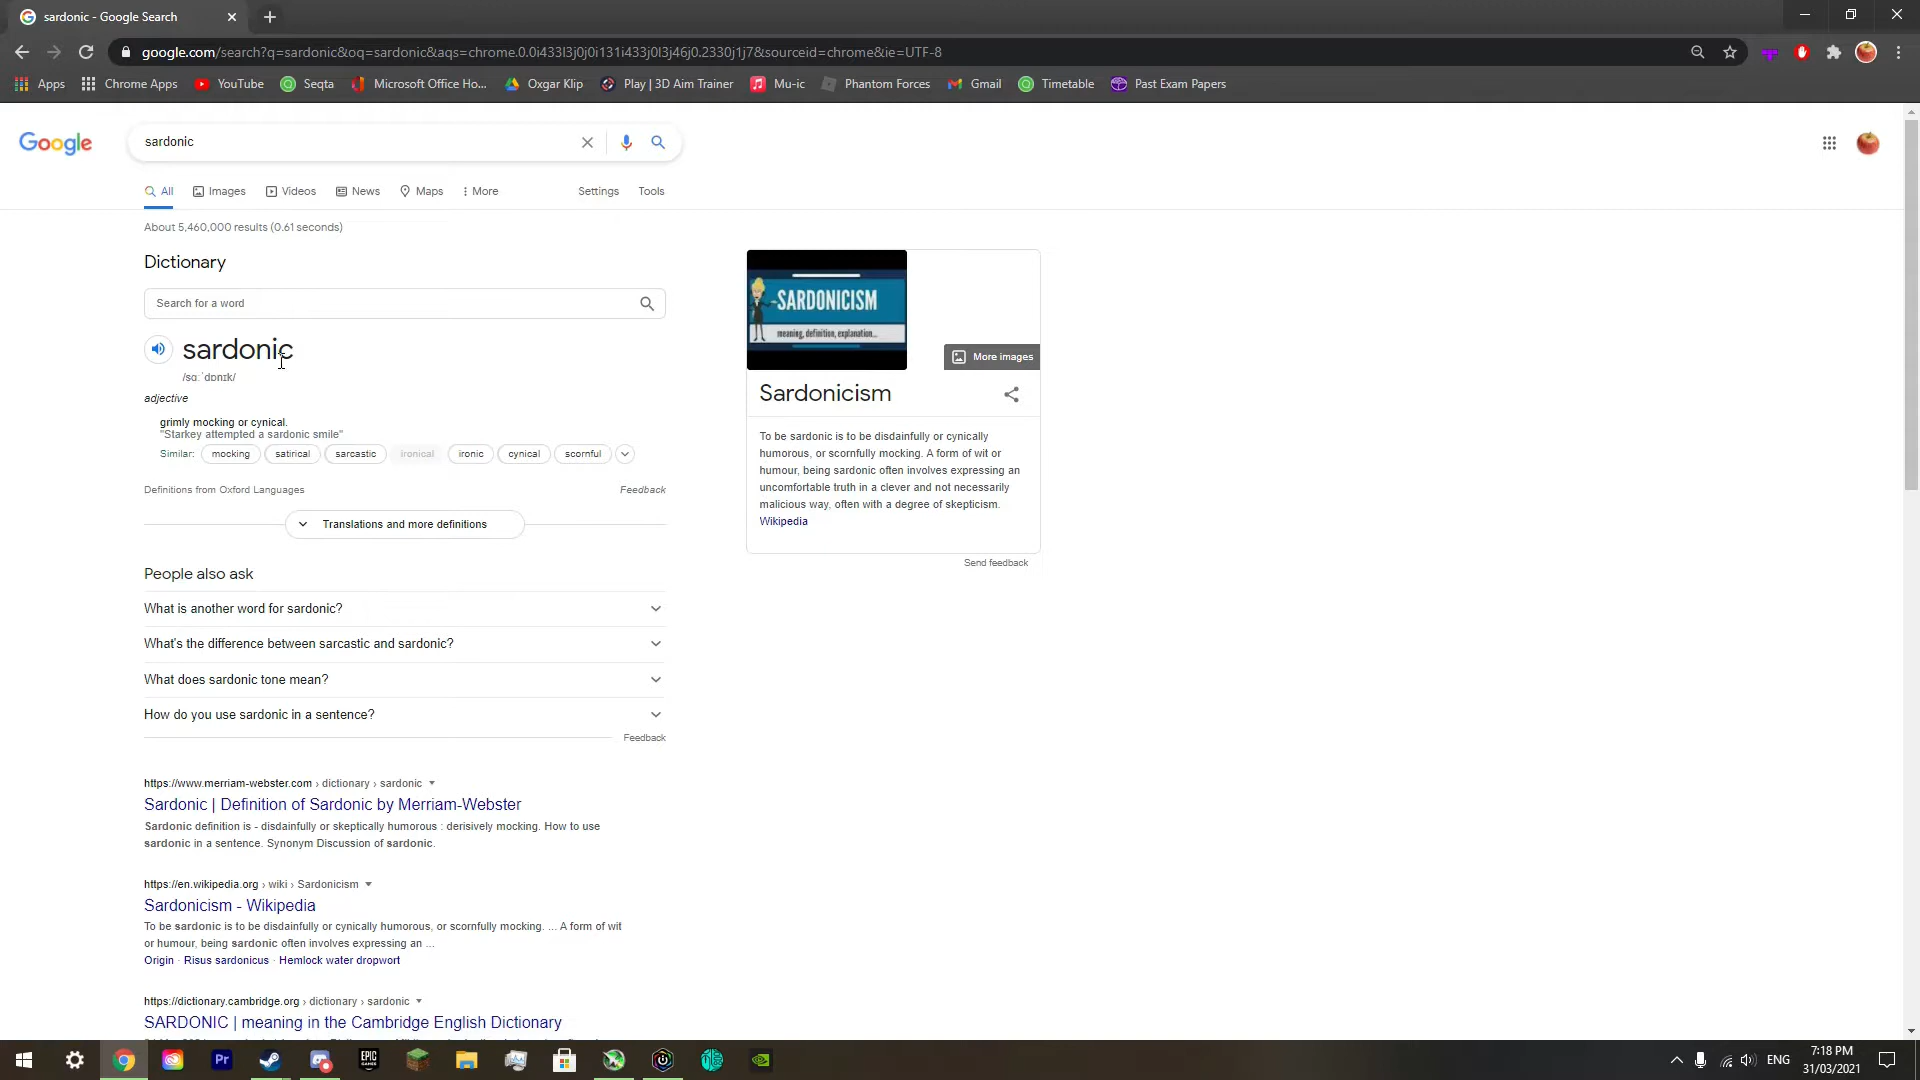 sardonic - Google Search
google.com/search?q=sardonic&oq=sardonic&aqs=chrome.0.0i433l3j0j0i131i433j0l3j46j0.2330j1j7&sourceid=chrome&ie=UTF-8
Apps Chrome Apps YouTube Seqta Microsoft Office Ho... Oxgar Klip Play | 3D Aim Trainer Mu-ic Phantom Forces Gmail Timetable Past Exam Papers
Google sardonic
All Images Videos News Maps More Settings Tools
About 5,460,000 results (0.61 seconds)
Dictionary
Search for a word
sardonic
/sɑːˈdɒnɪk/
adjective
grimly mocking or cynical.
"Starkey attempted a sardonic smile"
Similar: mocking satirical sarcastic ironical ironic cynical scornful
Definitions from Oxford Languages Feedback
Translations and more definitions
People also ask
What is another word for sardonic?
What's the difference between sarcastic and sardonic?
What does sardonic tone mean?
How do you use sardonic in a sentence?
Feedback
https://www.merriam-webster.com › dictionary › sardonic
Sardonic | Definition of Sardonic by Merriam-Webster
Sardonic definition is - disdainfully or skeptically humorous : derisively mocking. How to use
sardonic in a sentence. Synonym Discussion of sardonic.
https://en.wikipedia.org › wiki › Sardonicism
Sardonicism - Wikipedia
To be sardonic is to be disdainfully or cynically humorous, or scornfully mocking. ... A form of wit
or humour, being sardonic often involves expressing an ...
Origin · Risus sardonicus · Hemlock water dropwort
https://dictionary.cambridge.org › dictionary › sardonic
SARDONIC | meaning in the Cambridge English Dictionary
-SARDONICISM
meaning, definition, explanation...
More images
Sardonicism
To be sardonic is to be disdainfully or cynically
humorous, or scornfully mocking. A form of wit or
humour, being sardonic often involves expressing an
uncomfortable truth in a clever and not necessarily
malicious way, often with a degree of skepticism.
Wikipedia
Send feedback
Pr
EPIC
GAMES
ENG
7:18 PM
31/03/2021